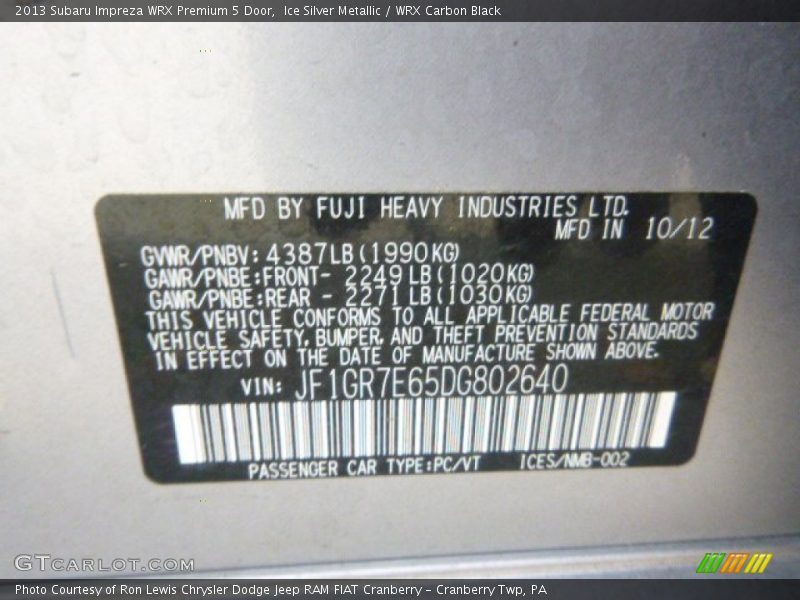 2013 Subaru Impreza WRX Premium 5 Door,  Ice Silver Metallic / WRX Carbon Black
MFD BY FUJI HEAVY INDUSTRIES LTD.
MFD IN 10/12
GVWR/PNBV: 4387LB(1990KG)
GAWR/PNBE:FRONT- 2249LB(1020KG)
GAWR/PNBE:REAR - 2271LB(1030KG)
THIS VEHICLE CONFORMS TO ALL APPLICABLE FEDERAL MOTOR
VEHICLE SAFETY, BUMPER, AND THEFT PREVENTION STANDARDS
IN EFFECT ON THE DATE OF MANUFACTURE SHOWN ABOVE.
VIN: JF1GR7E65DG802640
PASSENGER CAR TYPE:PC/VT ICES/NMB-002
GTcarlot.com
Photo Courtesy of Ron Lewis Chrysler Dodge Jeep RAM FIAT Cranberry – Cranberry Twp, PA